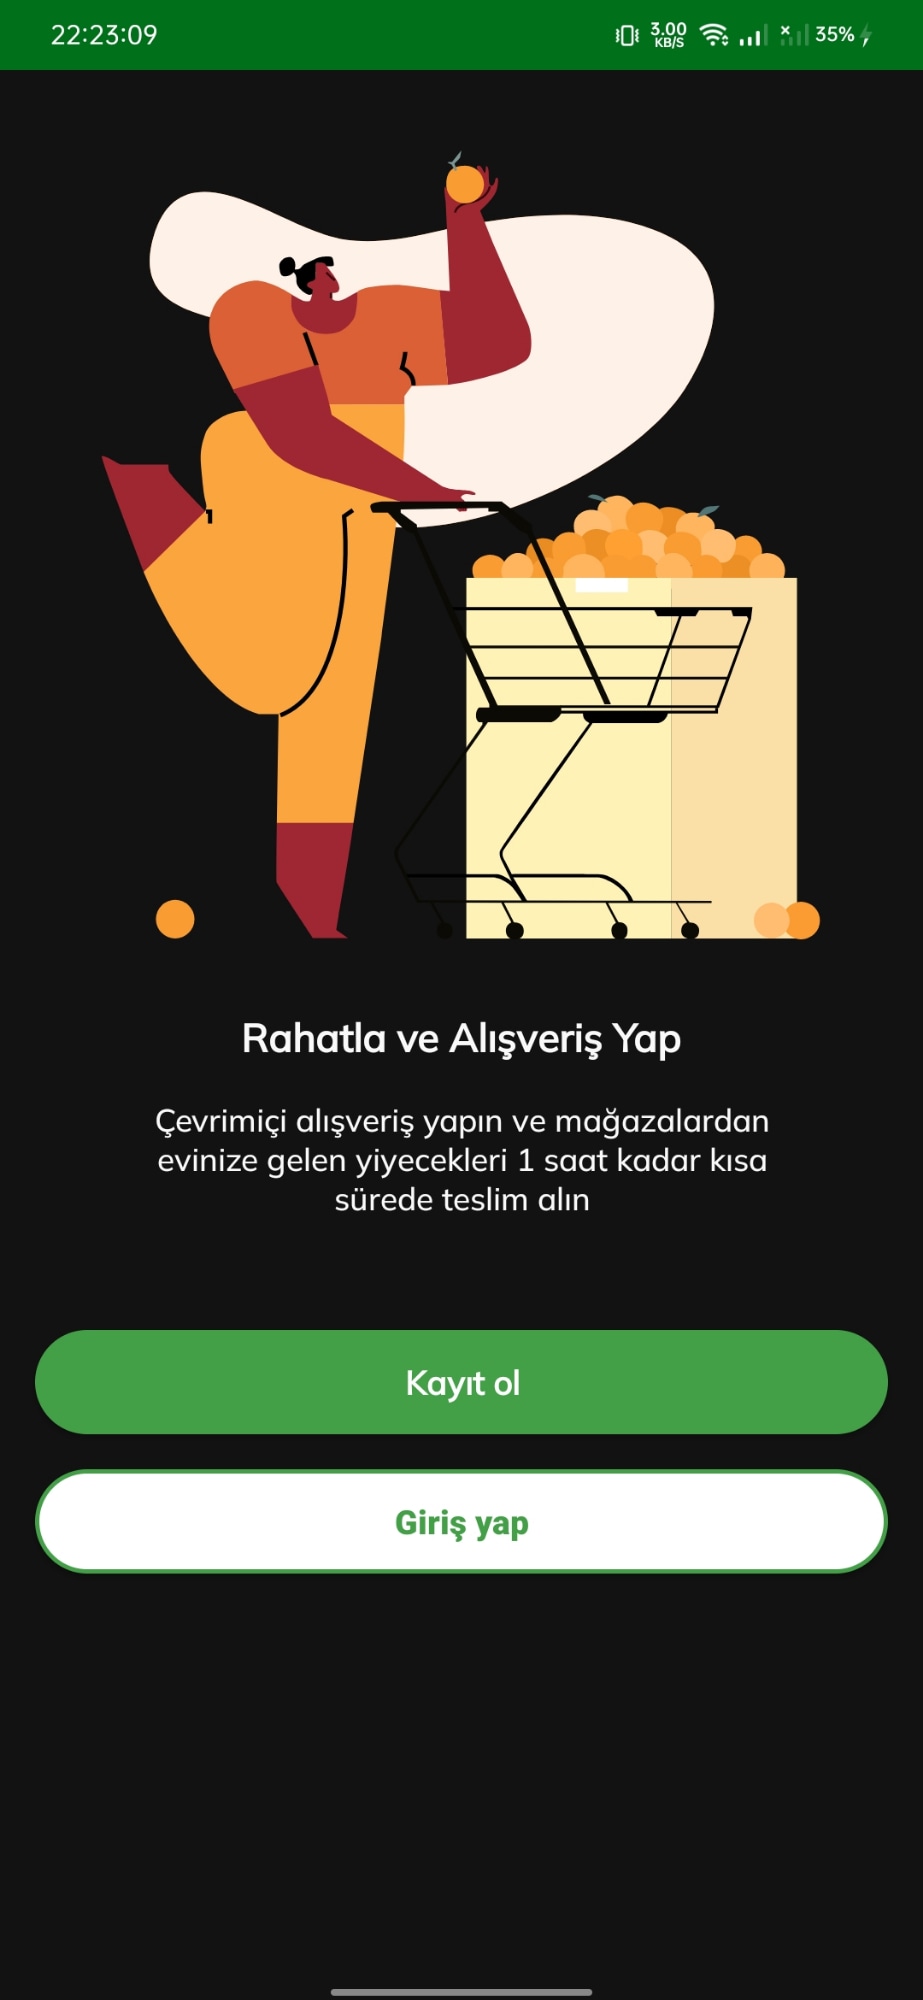 22:23:09
3.00
KB/S
35%
Rahatla ve Alışveriş Yap
Çevrimiçi alışveriş yapın ve mağazalardan
evinize gelen yiyecekleri 1 saat kadar kısa
sürede teslim alın
Kayıt ol
Giriş yap